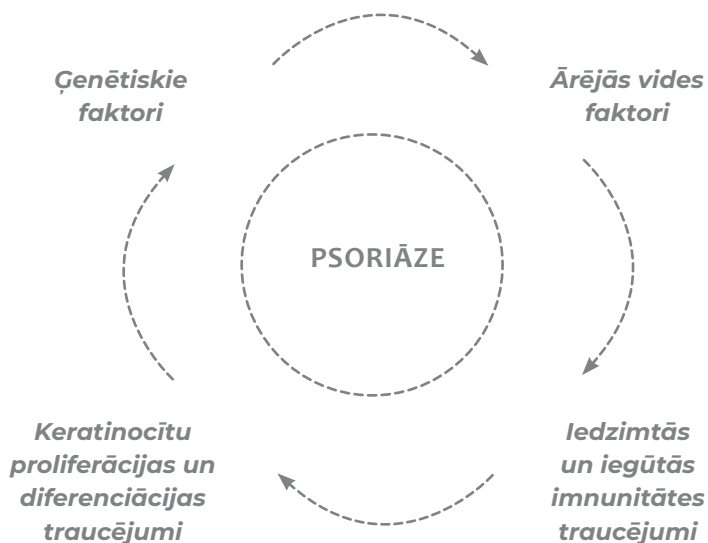 Ģenētiskie
faktori
Ārējās vides
faktori
PSORIĀZE
Keratinocītu
proliferācijas un
diferenciācijas
traucējumi
Iedzimtās
un iegūtās
imnunitātes
traucējumi